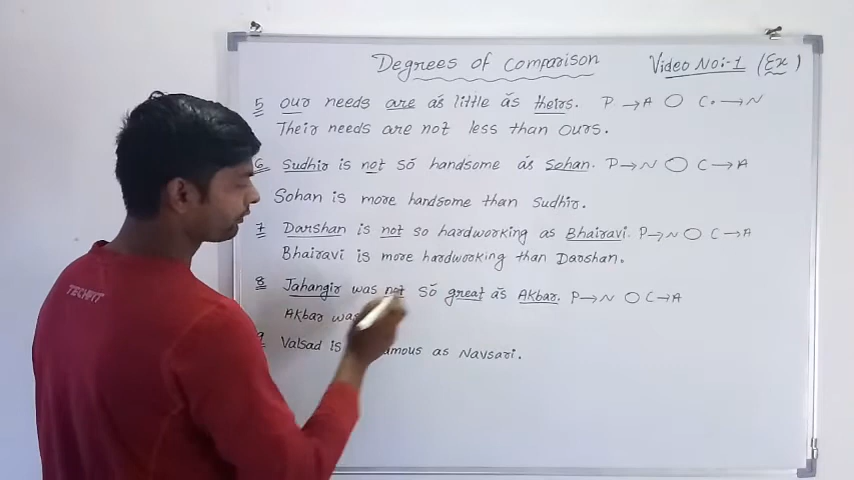 Degrees of Comparison Video No:-1 (Ex)
5 our needs are as little as theirs. P → A O C. → N
Their needs are not less than ours.
6 Sudhir is not so handsome as Sohan. P → N O C → A
Sohan is more handsome than Sudhir.
7 Darshan is not so hardworking as Bhairavi. P → N O C → A
Bhairavi is more hardworking than Darshan.
8 Jahangir was not so great as Akbar. P → N O C → A
Akbar was
9 Valsad is as Navsari.